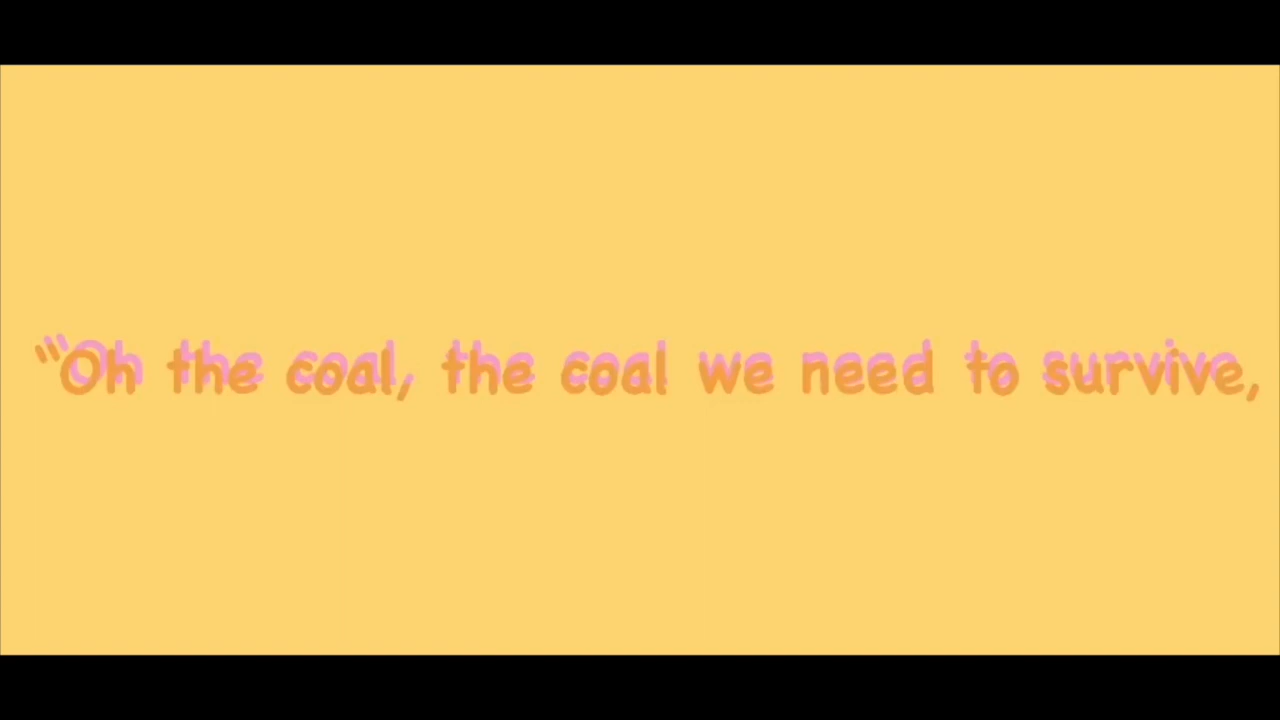 “Oh the coal, the coal we need to survive,